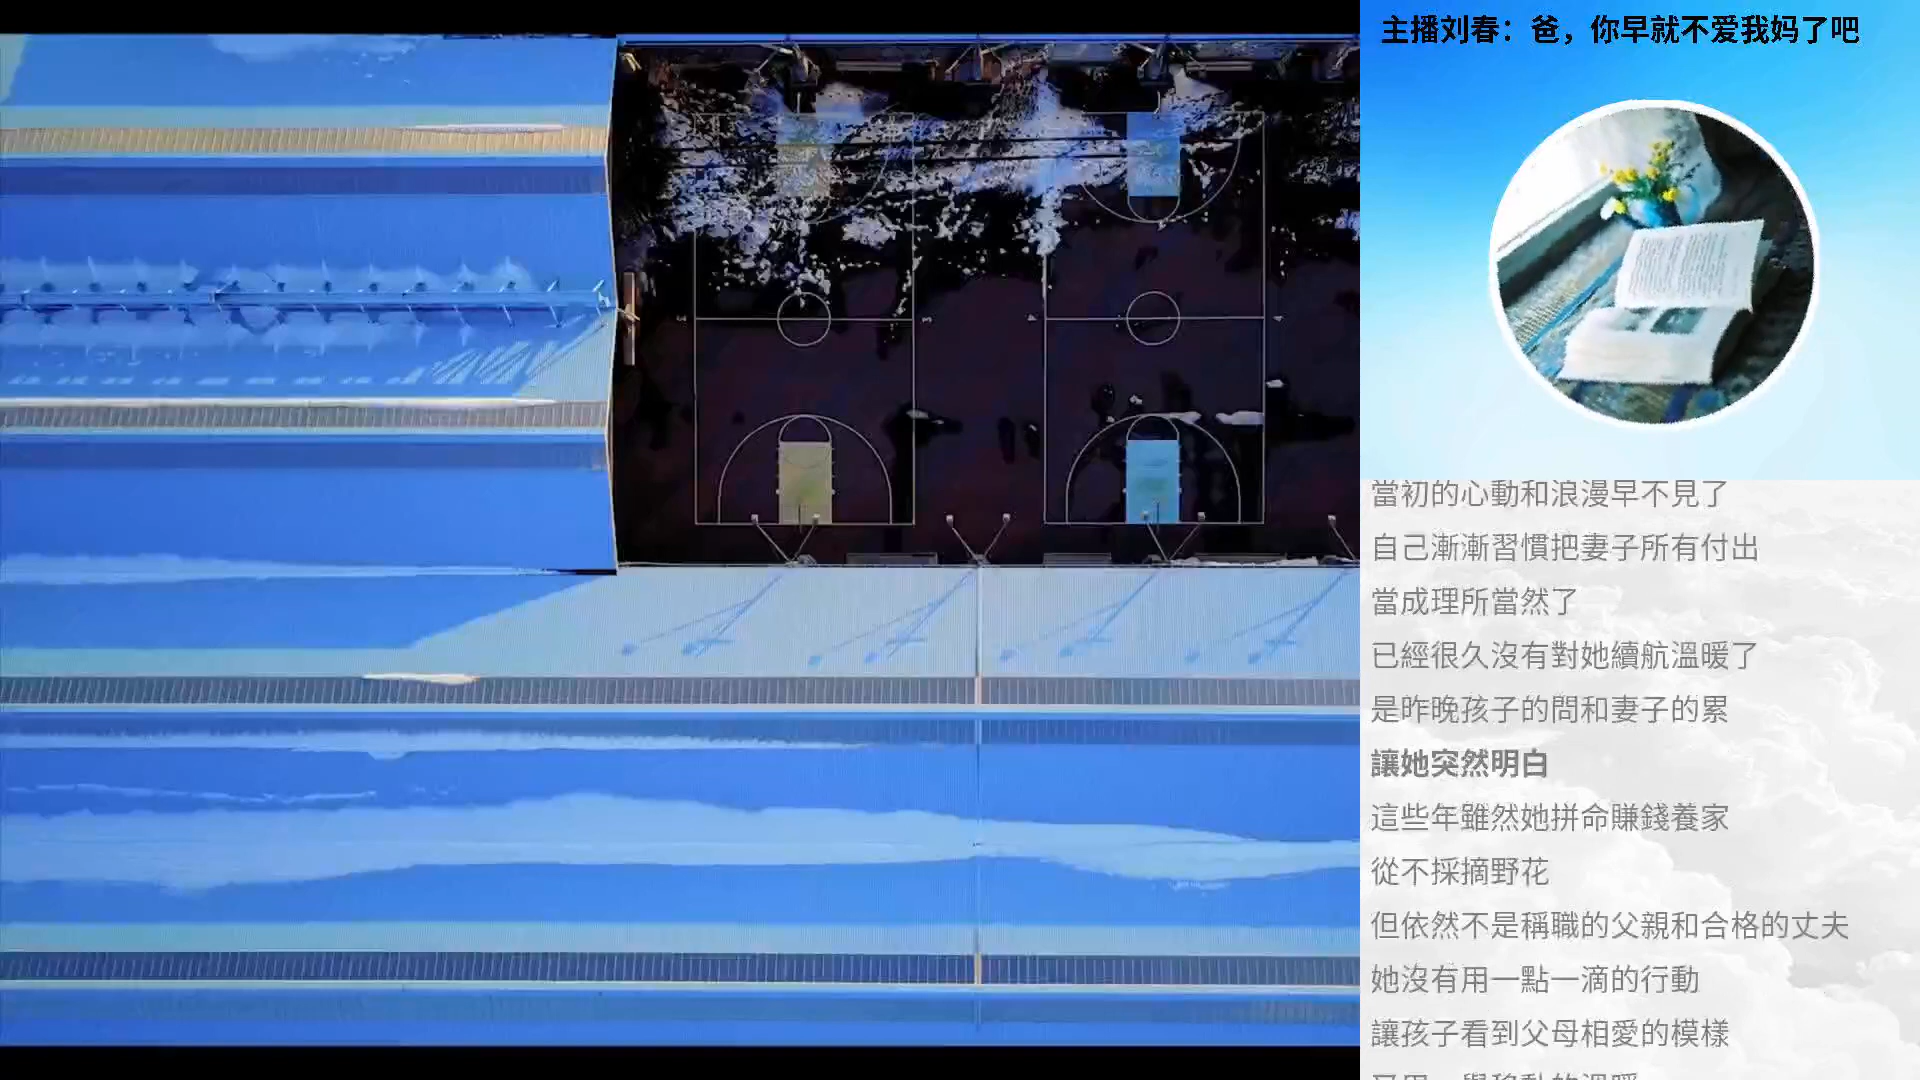 主播刘春：爸，你早就不爱我妈了吧
當初的心動和浪漫早不見了
自己漸漸習慣把妻子所有付出
當成理所當然了
已經很久沒有對她續航溫暖了
是昨晚孩子的問和妻子的累
讓她突然明白
這些年雖然她拼命賺錢養家
從不採摘野花
但依然不是稱職的父親和合格的丈夫
她沒有用一點一滴的行動
讓孩子看到父母相愛的模樣